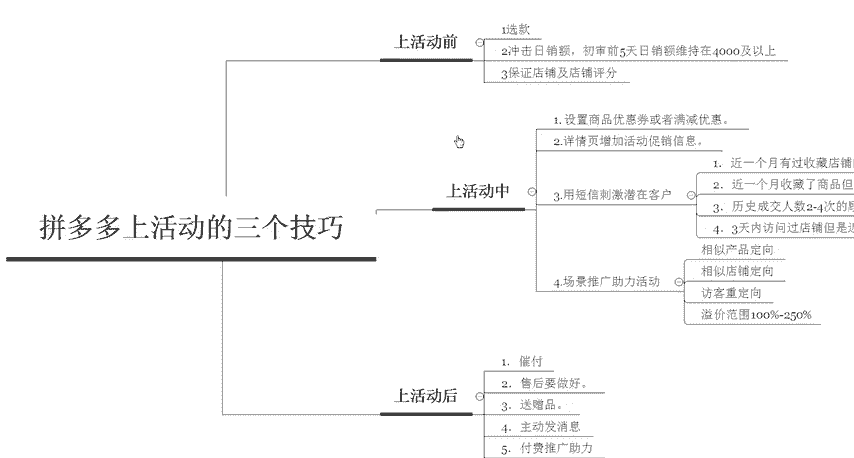 拼多多上活动的三个技巧
上活动前
1选款
2冲击日销额，初审前5天日销额维持在4000及以上
3保证店铺及店铺评分
上活动中
1. 设置商品优惠券或者满减优惠。
2.详情页增加活动促销信息。
3.用短信刺激潜在客户
1．近一个月有过收藏店铺
2．近一个月收藏了商品但
3．历史成交人数2-4次的
4．3天内访问过店铺但是
4.场景推广助力活动
相似产品定向
相似店铺定向
访客重定向
溢价范围100%-250%
上活动后
1．催付
2．售后要做好。
3．送赠品。
4．主动发消息
5．付费推广助力